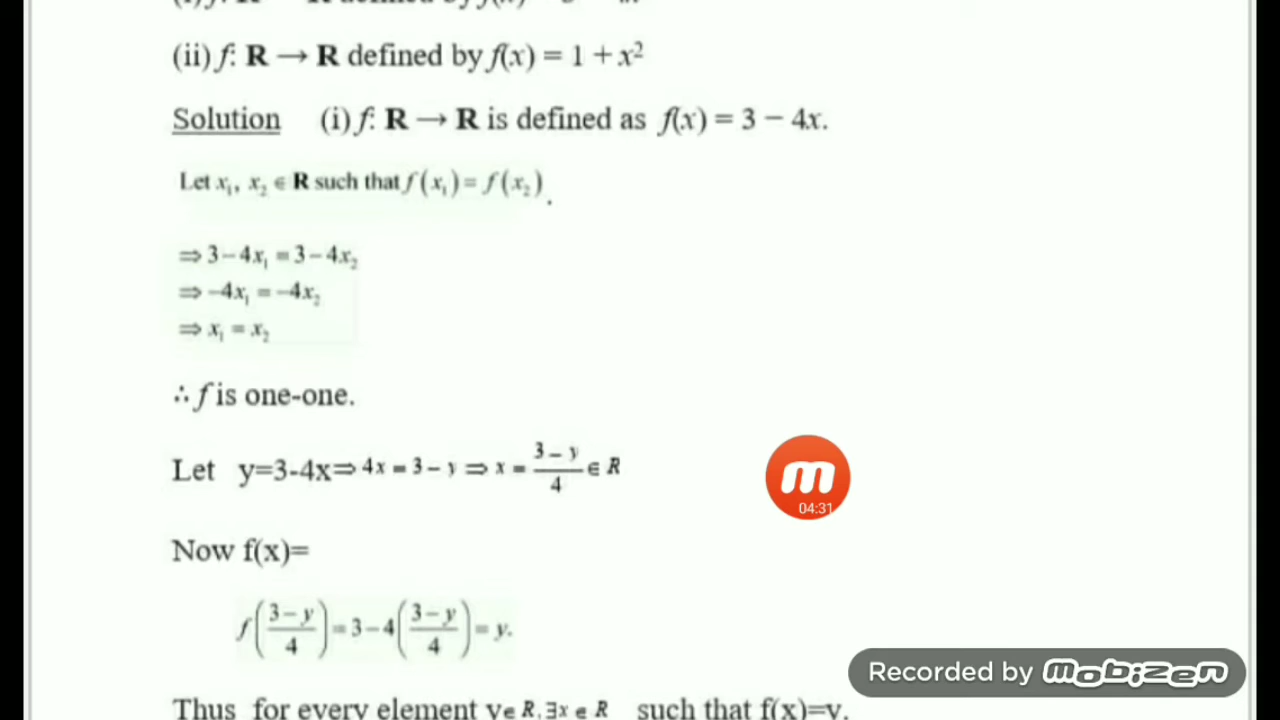 (ii) f: R → R defined by f(x) = 1 + x²
Solution (i) f: R → R is defined as f(x) = 3 − 4x.
Let x₁, x₂ ∈ R such that f(x₁) = f(x₂).
⇒ 3 − 4x₁ = 3 − 4x₂
⇒ −4x₁ = −4x₂
⇒ x₁ = x₂
∴ f is one-one.
Let y=3-4x⇒ 4x = 3 − y ⇒ x = (3 − y)/4 ∈ R
Now f(x)=
f((3 − y)/4) = 3 − 4((3 − y)/4) = y.
Thus for every element y∈ R, ∃x ∈ R such that f(x)=y.
04:31
Recorded by mobizen